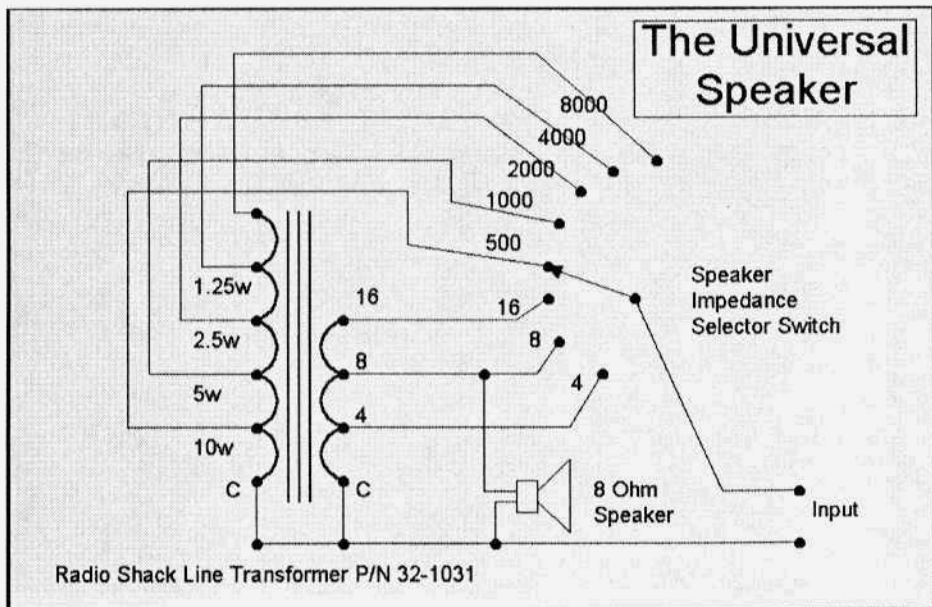 The Universal
Speaker
8000
4000
2000
1000
500
16
8
4
Speaker
Impedance
Selector Switch
1.25w
2.5w
5w
10w
C
16
8
4
C
8 Ohm
Speaker
Input
Radio Shack Line Transformer P/N 32-1031